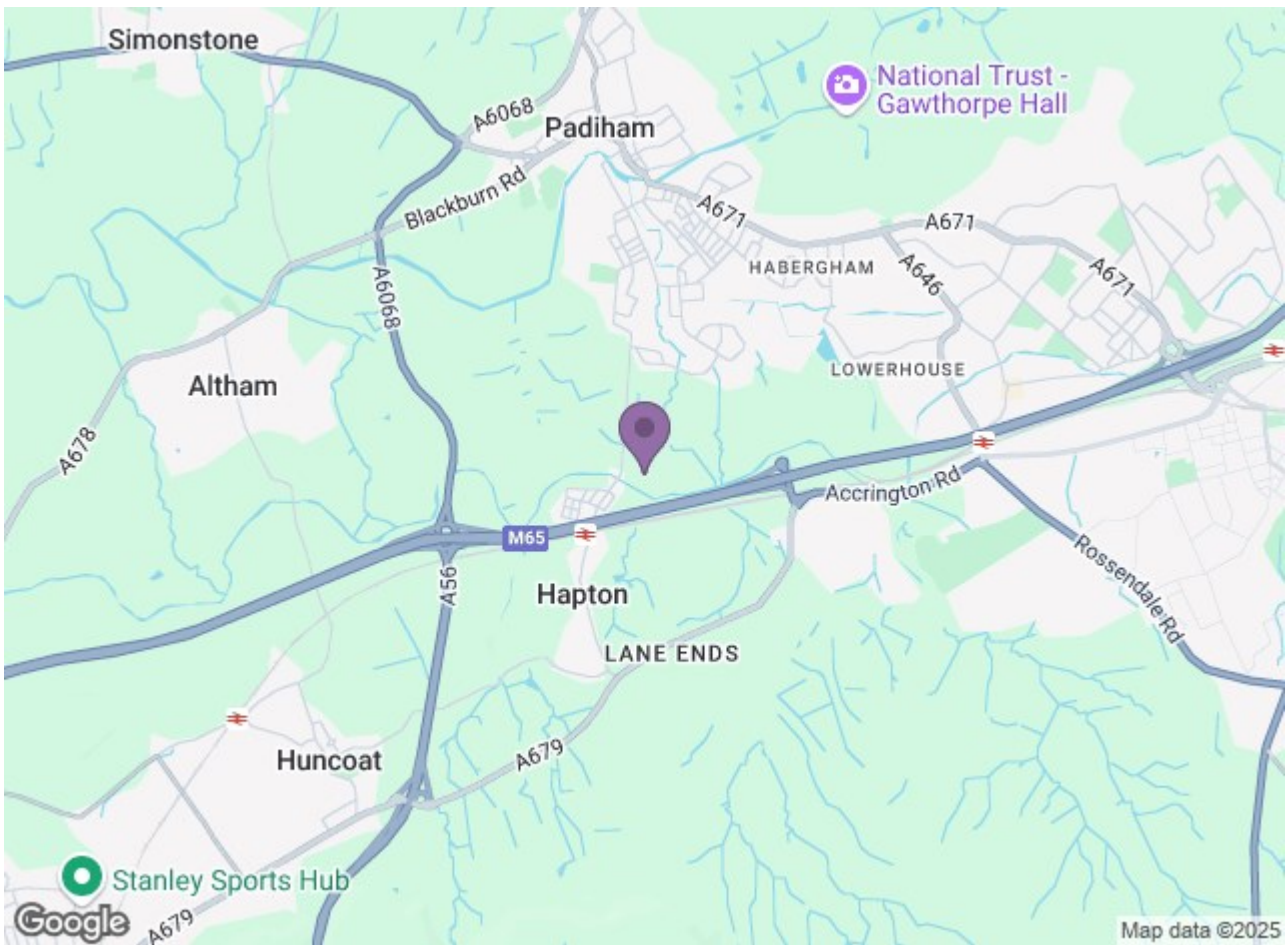 Simonstone
A6068
Padiham
National Trust -
Gawthorpe Hall
Blackburn Rd
A671
A671
HABERGHAM
A646
A671
A6068
LOWERHOUSE
Altham
A678
Accrington Rd
M65
A56
Hapton
Rossendale Rd
LANE ENDS
Huncoat
A679
Stanley Sports Hub
Google
A679
Map data ©2025